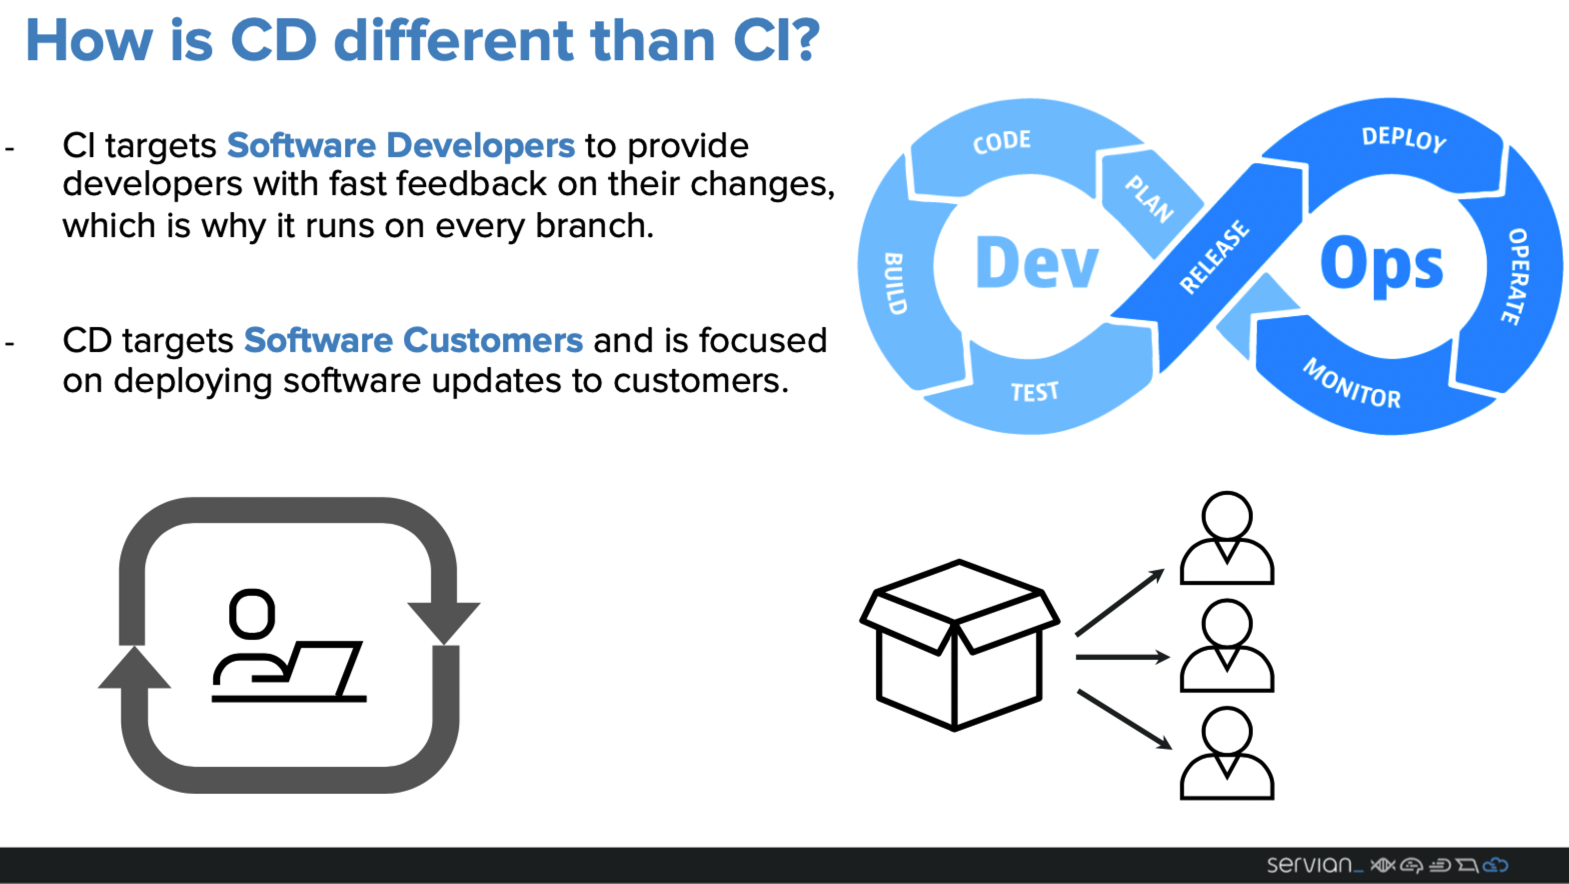 How is CD different than CI?
- CI targets Software Developers to provide
developers with fast feedback on their changes,
which is why it runs on every branch.
- CD targets Software Customers and is focused
on deploying software updates to customers.
CODE
PLAN
BUILD
Dev
TEST
RELEASE
DEPLOY
Ops
OPERATE
MONITOR
servian_